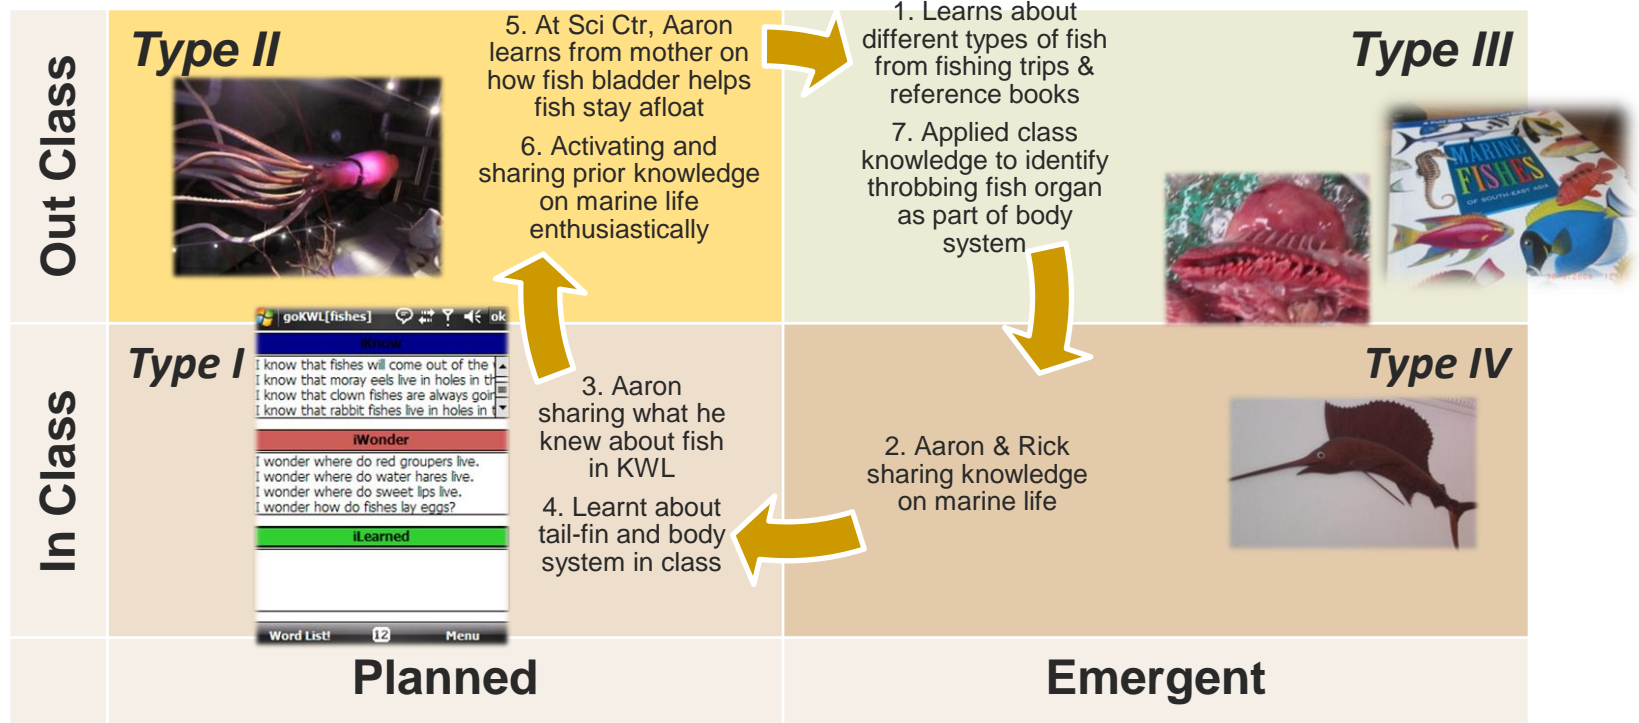 Out Class
Type II
5. At Sci Ctr, Aaron
learns from mother on
how fish bladder helps
fish stay afloat
6. Activating and
sharing prior knowledge
on marine life
enthusiastically
1. Learns about
different types of fish
from fishing trips &
reference books
7. Applied class
knowledge to identify
throbbing fish organ
as part of body
system
Type III
MARINE
FISHES
OF SOUTH-EAST ASIA
In Class
Type I
goKWL[fishes]
ok
iKnow
I know that fishes will come out of the
I know that moray eels live in holes in th
I know that clown fishes are always goin
I know that rabbit fishes live in holes in t
iWonder
I wonder where do red groupers live.
I wonder where do water hares live.
I wonder where do sweet lips live.
I wonder how do fishes lay eggs?
iLearned
Word List!
12
Menu
3. Aaron
sharing what he
knew about fish
in KWL
4. Learnt about
tail-fin and body
system in class
2. Aaron & Rick
sharing knowledge
on marine life
Type IV
Planned
Emergent